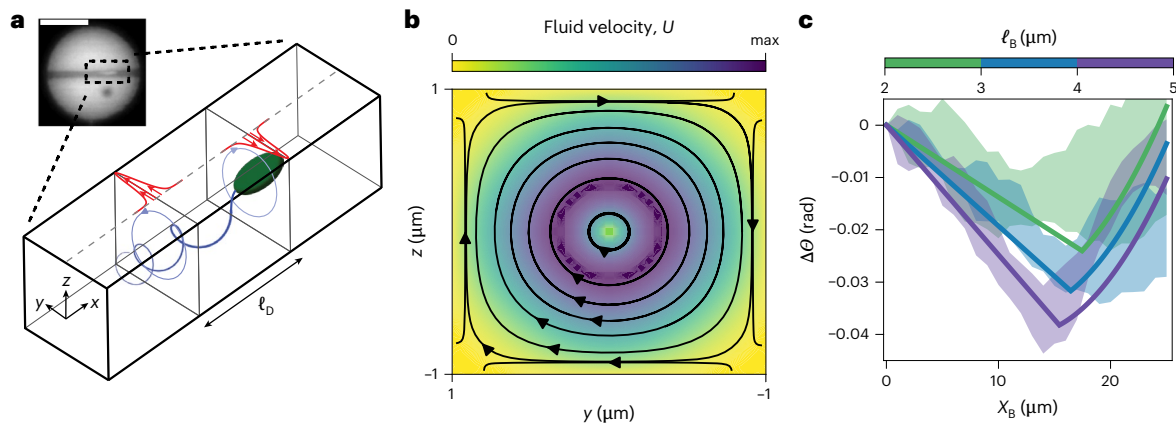 a
z
y
x
ℓD
b
Fluid velocity, U
0
max
1
z (μm)
−1
1
−1
y (μm)
c
ℓB (μm)
2
3
4
5
0
−0.01
−0.02
−0.03
−0.04
ΔΘ (rad)
0
10
20
XB (μm)